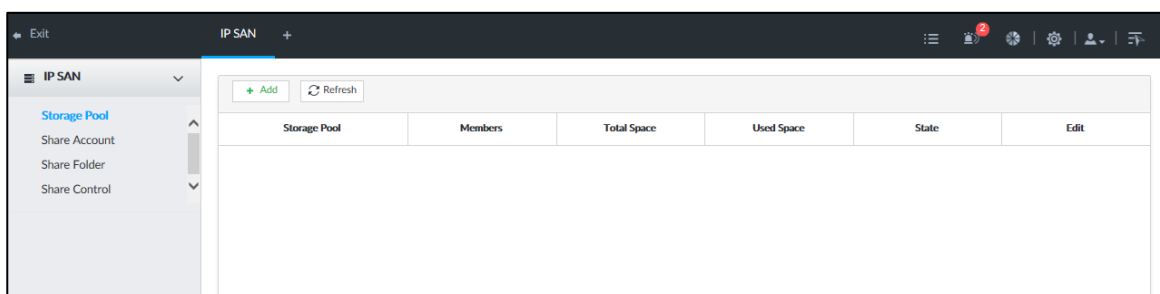 Exit
IP SAN +
2
IP SAN
Storage Pool
Share Account
Share Folder
Share Control
+ Add Refresh
Storage Pool Members Total Space Used Space State Edit